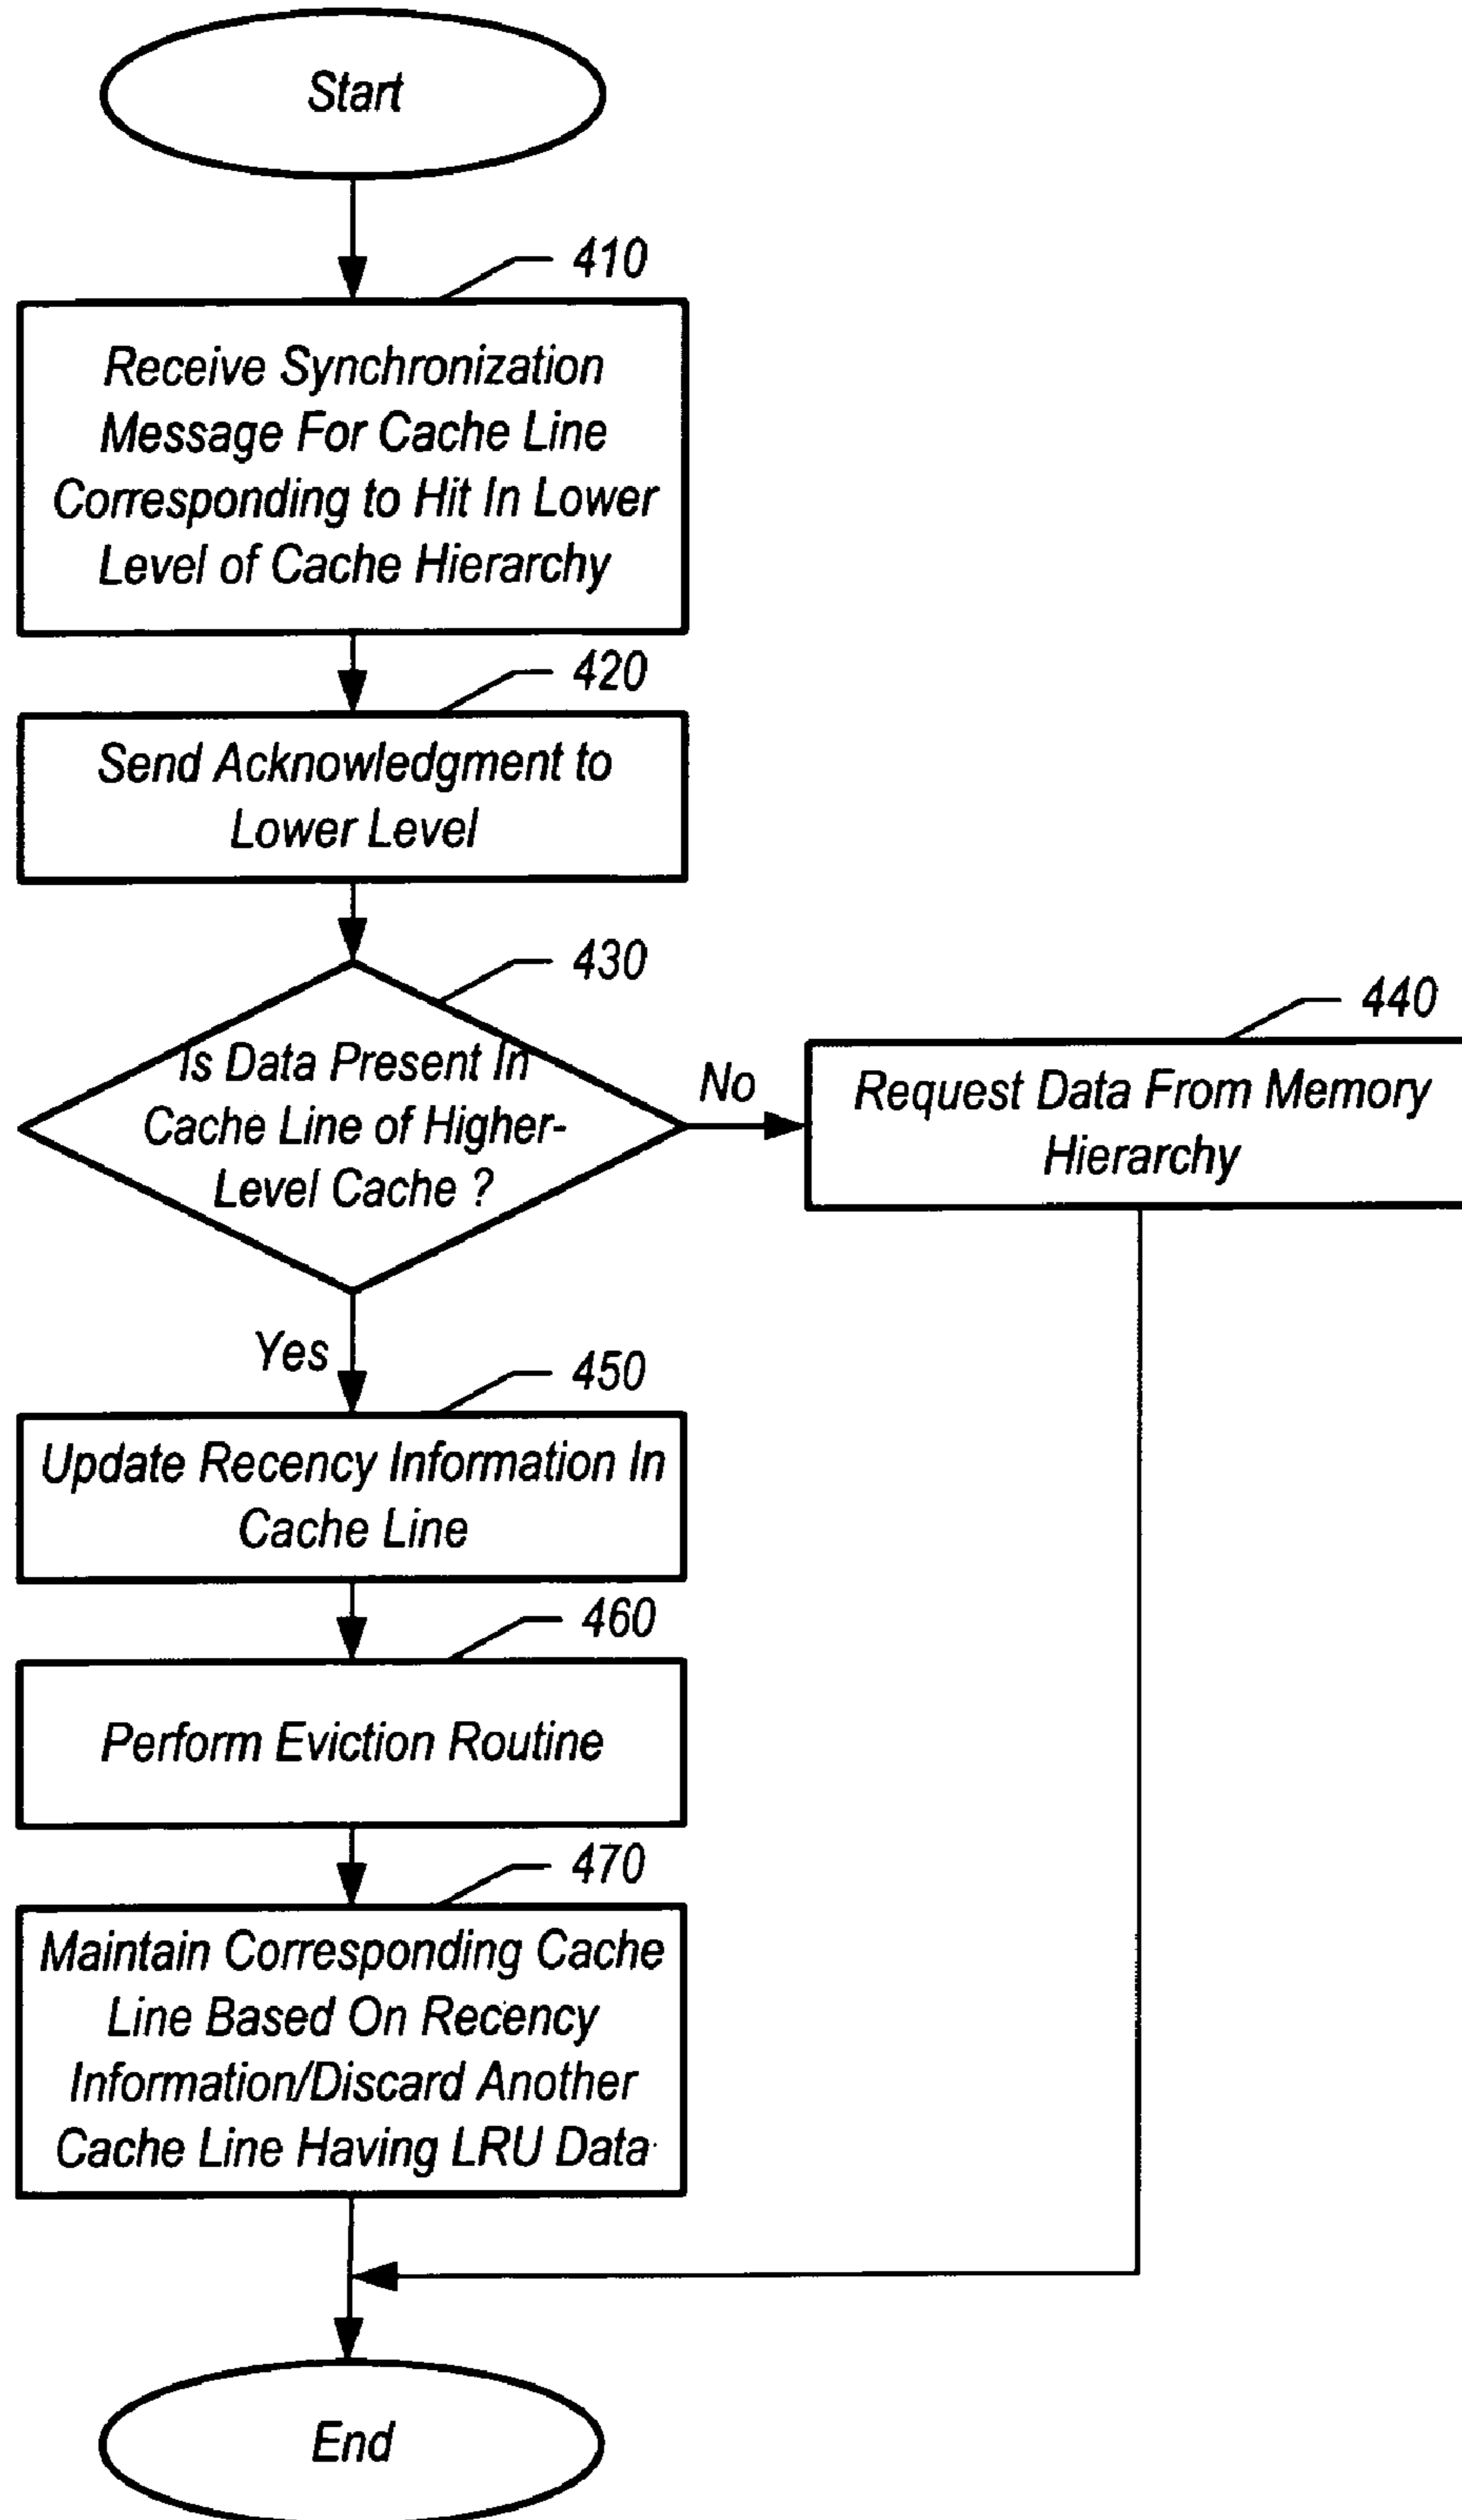 Start
410
Receive Synchronization
Message For Cache Line
Corresponding to Hit In Lower
Level of Cache Hierarchy
420
Send Acknowledgment to
Lower Level
430
Is Data Present In
Cache Line of Higher-
Level Cache ?
No
440
Request Data From Memory
Hierarchy
Yes
450
Update Recency Information In
Cache Line
460
Perform Eviction Routine
470
Maintain Corresponding Cache
Line Based On Recency
Information/Discard Another
Cache Line Having LRU Data
End